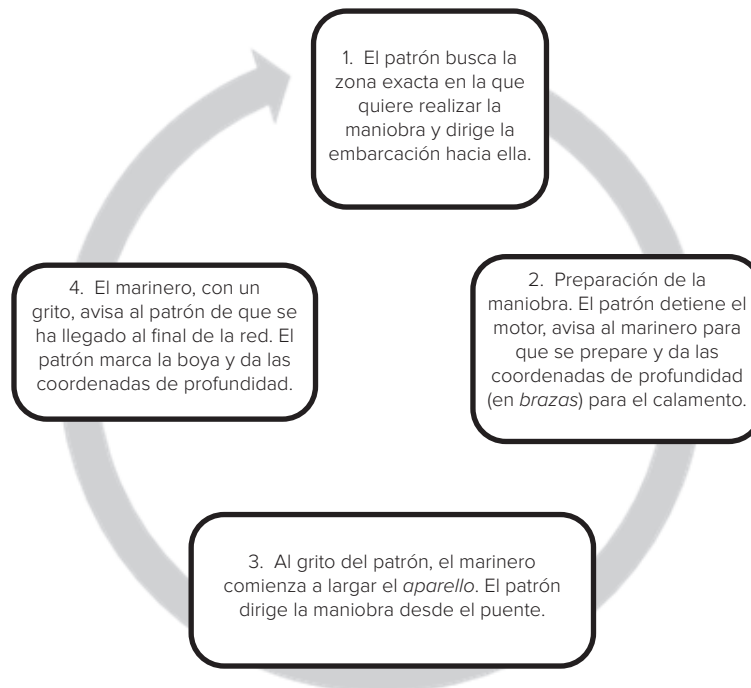 1. El patrón busca la
zona exacta en la que
quiere realizar la
maniobra y dirige la
embarcación hacia ella.
2. Preparación de la
maniobra. El patrón detiene el
motor, avisa al marinero para
que se prepare y da las
coordenadas de profundidad
(en brazas) para el calamento.
3. Al grito del patrón, el marinero
comienza a largar el aparello. El patrón
dirige la maniobra desde el puente.
4. El marinero, con un
grito, avisa al patrón de que se
ha llegado al final de la red. El
patrón marca la boya y da las
coordenadas de profundidad.